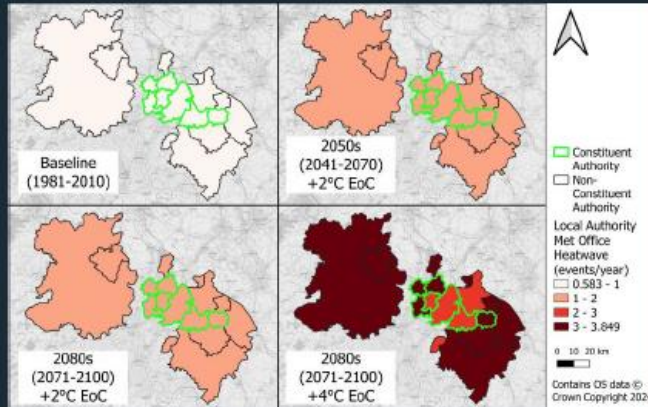 Baseline
(1981-2010)
2050s
(2041-2070)
+2°C EoC
2080s
(2071-2100)
+2°C EoC
2080s
(2071-2100)
+4°C EoC
Constituent
Authority
Non-
Constituent
Authority
Local Authority
Met Office
Heatwave
(events/year)
0.583 - 1
1 - 2
2 - 3
3 - 3.849
0 10 20 km
Contains OS data ©
Crown Copyright